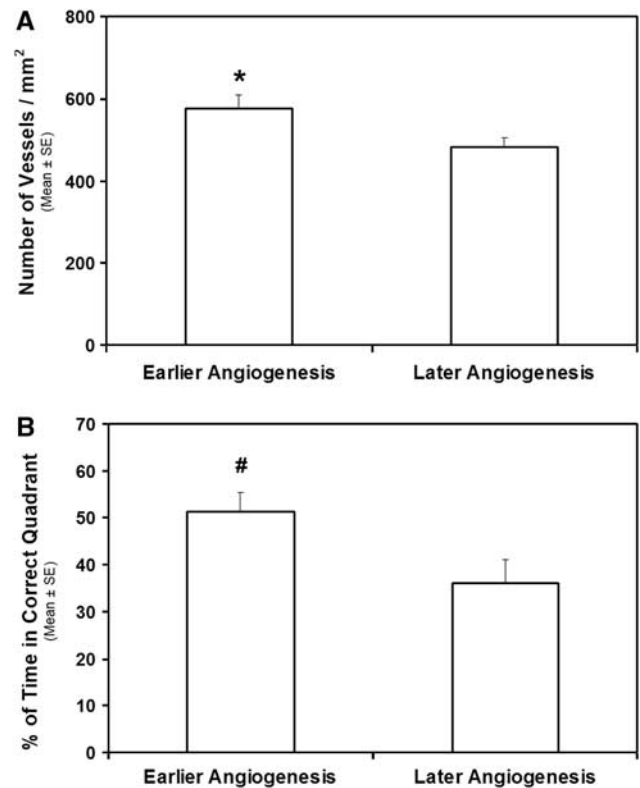 A
Number of Vessels / mm²
(Mean ± SE)
800
600
400
200
0
*
Earlier Angiogenesis
Later Angiogenesis
B
% of Time in Correct Quadrant
(Mean ± SE)
70
60
50
40
30
20
10
0
#
Earlier Angiogenesis
Later Angiogenesis